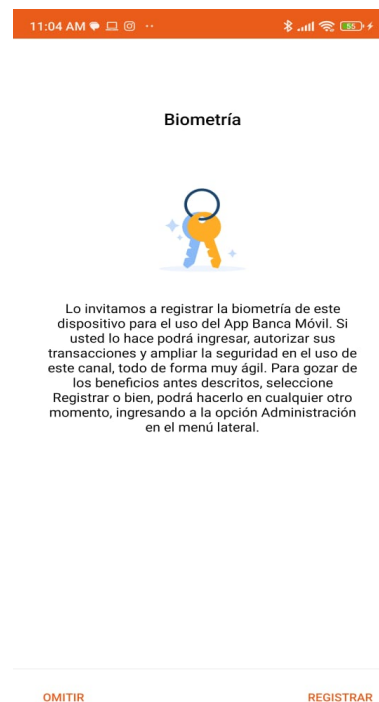 11:04 AM
55
Biometría
Lo invitamos a registrar la biometría de este
dispositivo para el uso del App Banca Móvil. Si
usted lo hace podrá ingresar, autorizar sus
transacciones y ampliar la seguridad en el uso de
este canal, todo de forma muy ágil. Para gozar de
los beneficios antes descritos, seleccione
Registrar o bien, podrá hacerlo en cualquier otro
momento, ingresando a la opción Administración
en el menú lateral.
OMITIR
REGISTRAR